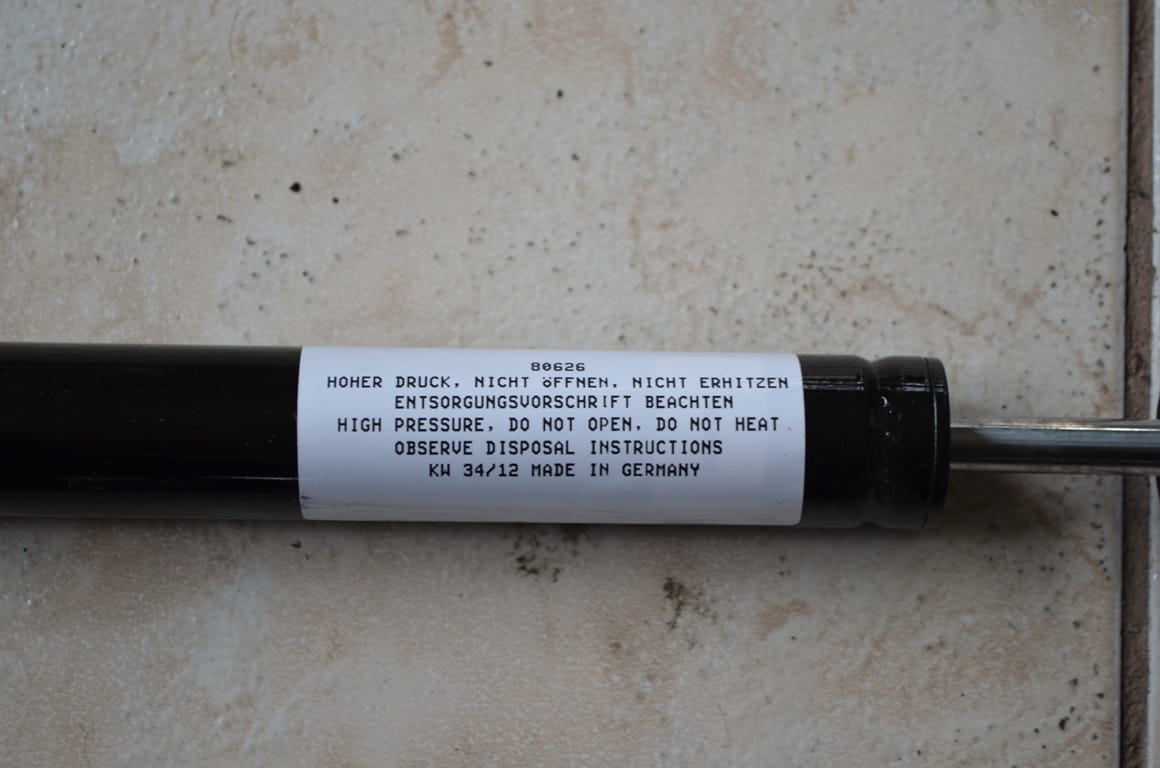 80626
HOHER DRUCK, NICHT ÖFFNEN, NICHT ERHITZEN
ENTSORGUNGSVORSCHRIFT BEACHTEN
HIGH PRESSURE, DO NOT OPEN, DO NOT HEAT
OBSERVE DISPOSAL INSTRUCTIONS
KW 34/12 MADE IN GERMANY